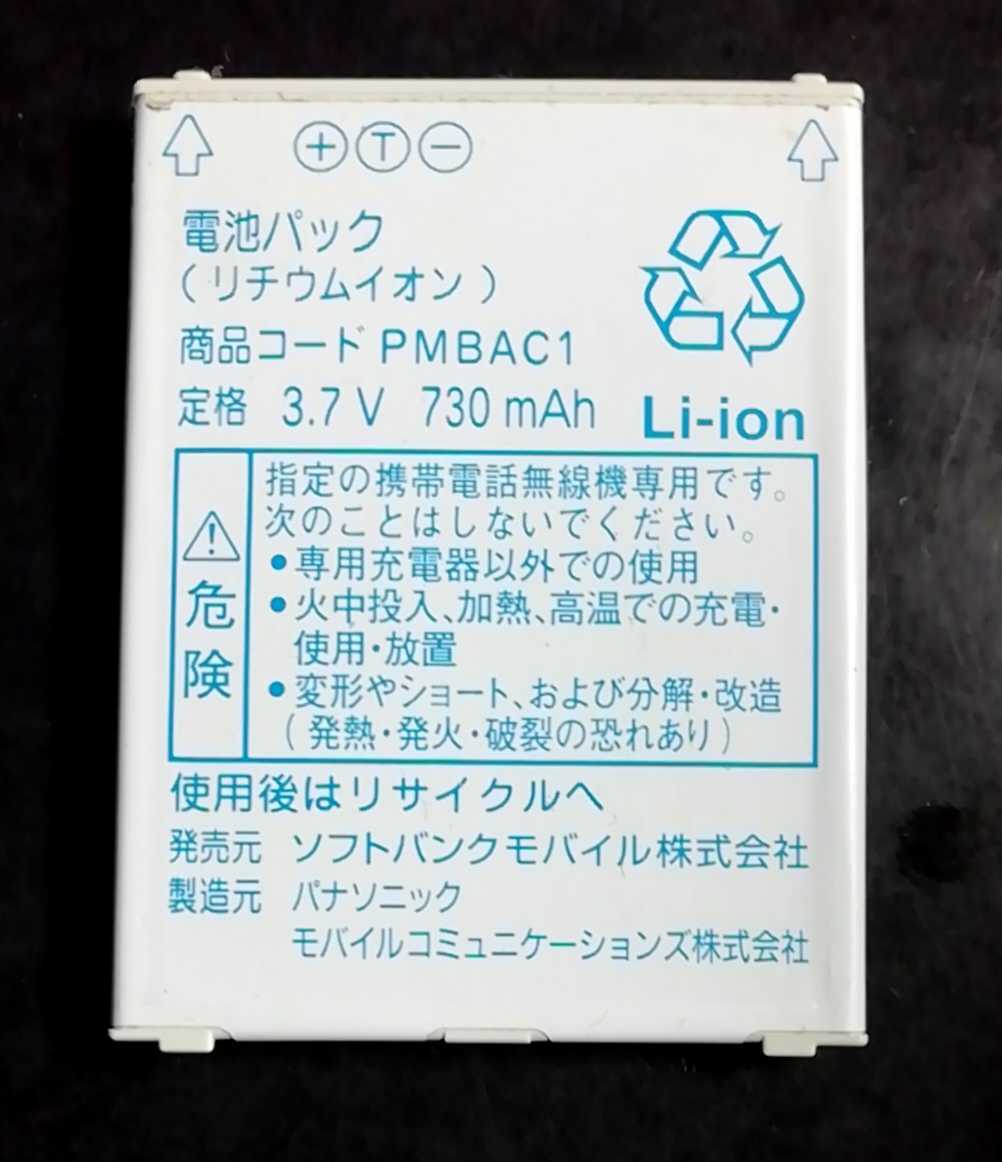 + T −
電池パック
(リチウムイオン)
商品コード PMBAC1
定格 3.7 V 730 mAh
Li-ion
指定の携帯電話無線機専用です。
次のことはしないでください。
•専用充電器以外での使用
•火中投入、加熱、高温での充電・
使用・放置
•変形やショート、および分解・改造
(発熱・発火・破裂の恐れあり)
危険
使用後はリサイクルへ
発売元 ソフトバンクモバイル株式会社
製造元 パナソニック
モバイルコミュニケーションズ株式会社